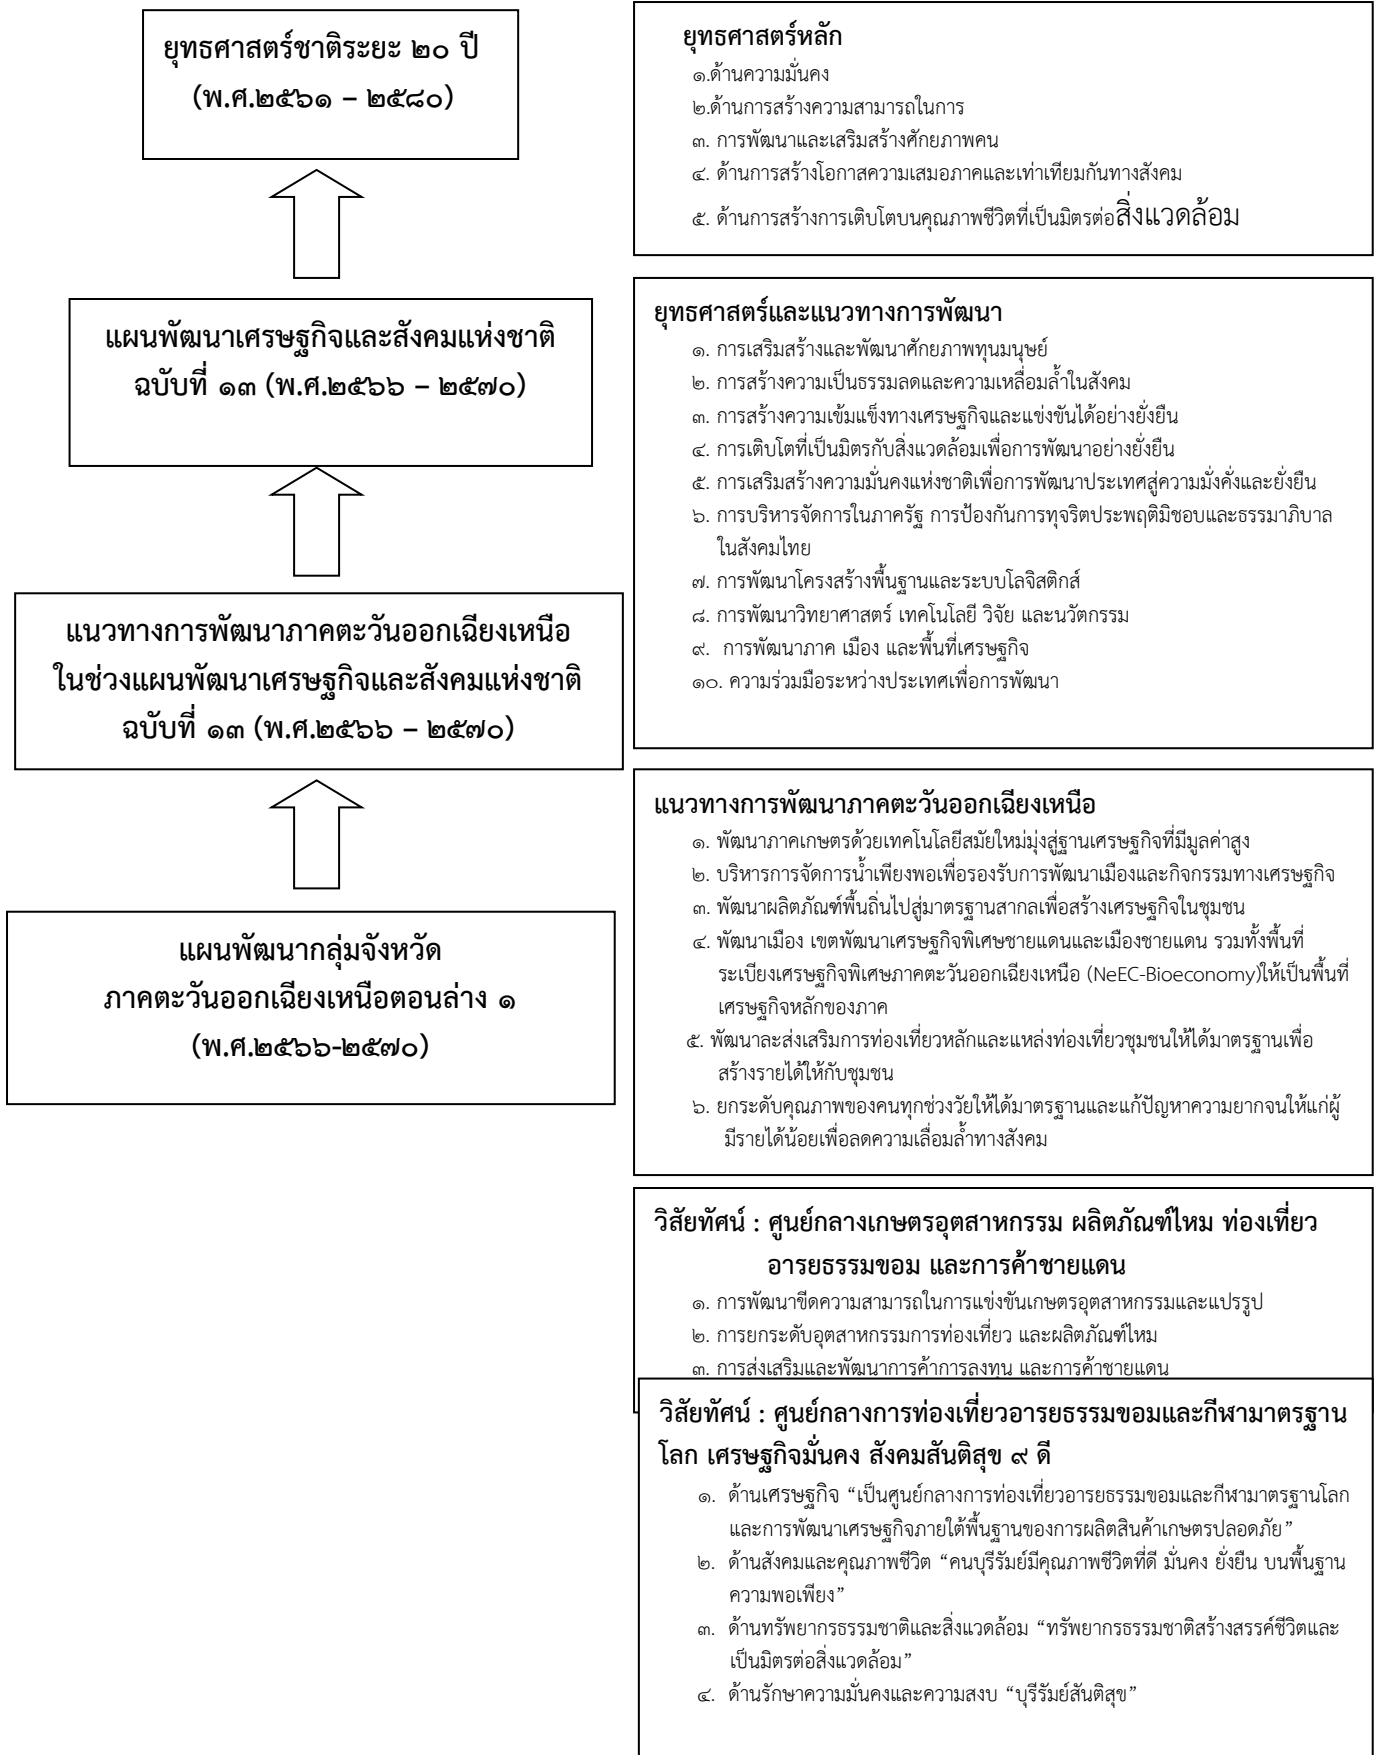 ยุทธศาสตร์ชาติระยะ ๒๐ ปี
(พ.ศ.๒๕๖๑ – ๒๕๘๐)
ยุทธศาสตร์หลัก
๑.ด้านความมั่นคง
๒.ด้านการสร้างความสามารถในการ
๓. การพัฒนาและเสริมสร้างศักยภาพคน
๔. ด้านการสร้างโอกาสความเสมอภาคและเท่าเทียมกันทางสังคม
๕. ด้านการสร้างการเติบโตบนคุณภาพชีวิตที่เป็นมิตรต่อสิ่งแวดล้อม
แผนพัฒนาเศรษฐกิจและสังคมแห่งชาติ
ฉบับที่ ๑๓ (พ.ศ.๒๕๖๖ – ๒๕๗๐)
ยุทธศาสตร์และแนวทางการพัฒนา
๑. การเสริมสร้างและพัฒนาศักยภาพทุนมนุษย์
๒. การสร้างความเป็นธรรมลดและความเหลื่อมล้ำในสังคม
๓. การสร้างความเข้มแข็งทางเศรษฐกิจและแข่งขันได้อย่างยั่งยืน
๔. การเติบโตที่เป็นมิตรกับสิ่งแวดล้อมเพื่อการพัฒนาอย่างยั่งยืน
๕. การเสริมสร้างความมั่นคงแห่งชาติเพื่อการพัฒนาประเทศสู่ความมั่งคั่งและยั่งยืน
๖. การบริหารจัดการในภาครัฐ การป้องกันการทุจริตประพฤติมิชอบและธรรมาภิบาล
ในสังคมไทย
๗. การพัฒนาโครงสร้างพื้นฐานและระบบโลจิสติกส์
๘. การพัฒนาวิทยาศาสตร์ เทคโนโลยี วิจัย และนวัตกรรม
๙. การพัฒนาภาค เมือง และพื้นที่เศรษฐกิจ
๑๐. ความร่วมมือระหว่างประเทศเพื่อการพัฒนา
แนวทางการพัฒนาภาคตะวันออกเฉียงเหนือ
ในช่วงแผนพัฒนาเศรษฐกิจและสังคมแห่งชาติ
ฉบับที่ ๑๓ (พ.ศ.๒๕๖๖ – ๒๕๗๐)
แนวทางการพัฒนาภาคตะวันออกเฉียงเหนือ
๑. พัฒนาภาคเกษตรด้วยเทคโนโลยีสมัยใหม่มุ่งสู่ฐานเศรษฐกิจที่มีมูลค่าสูง
๒. บริหารการจัดการน้ำเพียงพอเพื่อรองรับการพัฒนาเมืองและกิจกรรมทางเศรษฐกิจ
๓. พัฒนาผลิตภัณฑ์พื้นถิ่นไปสู่มาตรฐานสากลเพื่อสร้างเศรษฐกิจในชุมชน
๔. พัฒนาเมือง เขตพัฒนาเศรษฐกิจพิเศษชายแดนและเมืองชายแดน รวมทั้งพื้นที่
ระเบียงเศรษฐกิจพิเศษภาคตะวันออกเฉียงเหนือ (NeEC-Bioeconomy)ให้เป็นพื้นที่
เศรษฐกิจหลักของภาค
๕. พัฒนาละส่งเสริมการท่องเที่ยวหลักและแหล่งท่องเที่ยวชุมชนให้ได้มาตรฐานเพื่อ
สร้างรายได้ให้กับชุมชน
๖. ยกระดับคุณภาพของคนทุกช่วงวัยให้ได้มาตรฐานและแก้ปัญหาความยากจนให้แก่ผู้
มีรายได้น้อยเพื่อลดความเลื่อมล้ำทางสังคม
แผนพัฒนากลุ่มจังหวัด
ภาคตะวันออกเฉียงเหนือตอนล่าง ๑
(พ.ศ.๒๕๖๖-๒๕๗๐)
วิสัยทัศน์ : ศูนย์กลางเกษตรอุตสาหกรรม ผลิตภัณฑ์ไหม ท่องเที่ยว
อารยธรรมขอม และการค้าชายแดน
๑. การพัฒนาขีดความสามารถในการแข่งขันเกษตรอุตสาหกรรมและแปรรูป
๒. การยกระดับอุตสาหกรรมการท่องเที่ยว และผลิตภัณฑ์ไหม
๓. การส่งเสริมและพัฒนาการค้าการลงทุน และการค้าชายแดน
วิสัยทัศน์ : ศูนย์กลางการท่องเที่ยวอารยธรรมขอมและกีฬามาตรฐาน
โลก เศรษฐกิจมั่นคง สังคมสันติสุข ๙ ดี
๑. ด้านเศรษฐกิจ “เป็นศูนย์กลางการท่องเที่ยวอารยธรรมขอมและกีฬามาตรฐานโลก
และการพัฒนาเศรษฐกิจภายใต้พื้นฐานของการผลิตสินค้าเกษตรปลอดภัย”
๒. ด้านสังคมและคุณภาพชีวิต “คนบุรีรัมย์มีคุณภาพชีวิตที่ดี มั่นคง ยั่งยืน บนพื้นฐาน
ความพอเพียง”
๓. ด้านทรัพยากรธรรมชาติและสิ่งแวดล้อม “ทรัพยากรธรรมชาติสร้างสรรค์ชีวิตและ
เป็นมิตรต่อสิ่งแวดล้อม”
๔. ด้านรักษาความมั่นคงและความสงบ “บุรีรัมย์สันติสุข”